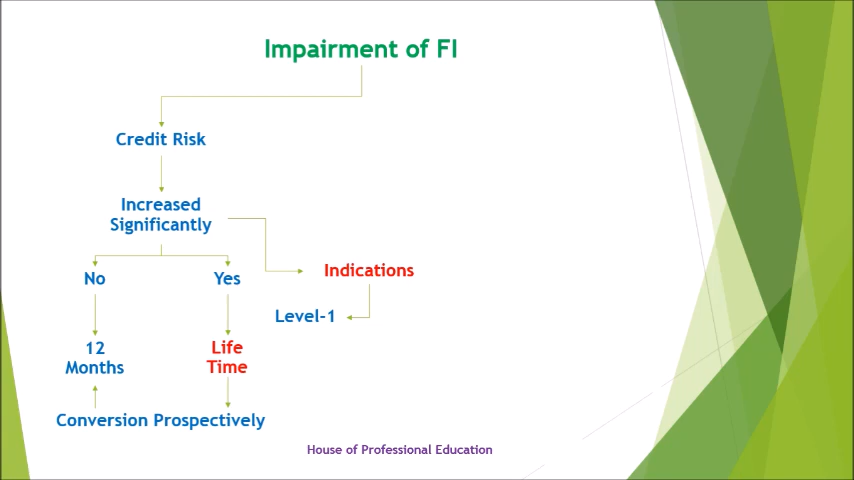 Impairment of FI
Credit Risk
Increased
Significantly
No
Yes
Indications
Level-1
12
Months
Life
Time
Conversion Prospectively
House of Professional Education